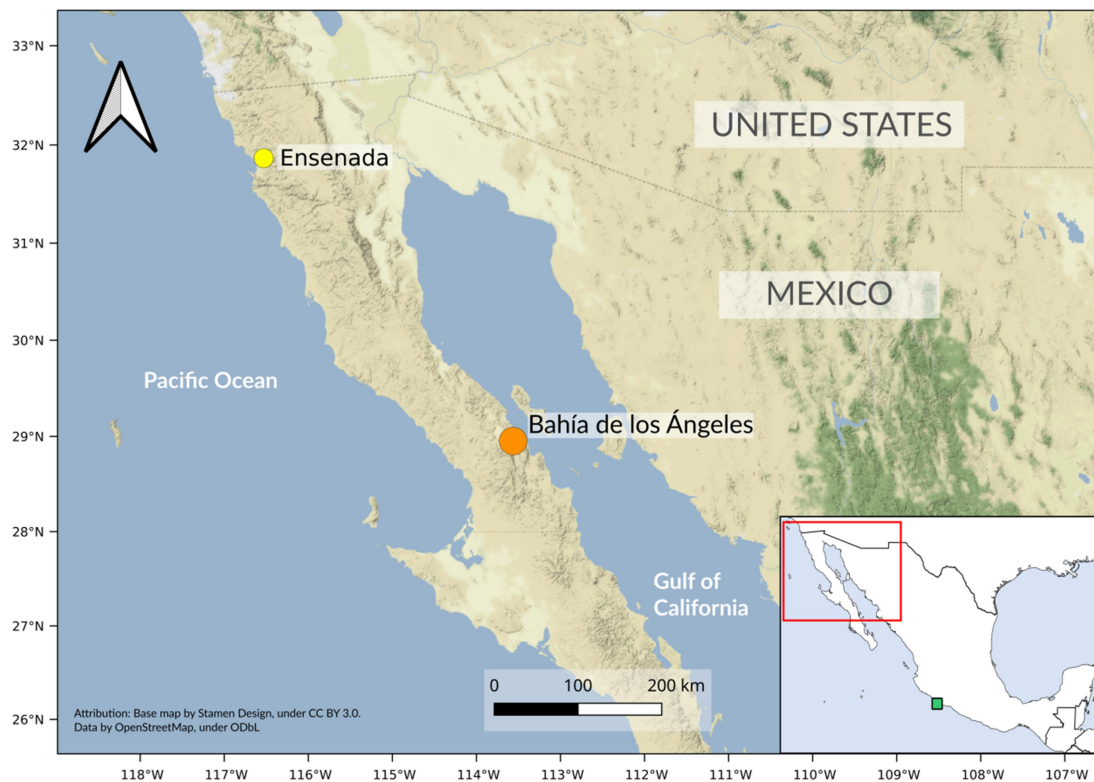 33°N
32°N
31°N
30°N
29°N
28°N
27°N
26°N
UNITED STATES
Ensenada
MEXICO
Pacific Ocean
Bahía de los Ángeles
Gulf of
California
0 100 200 km
Attribution: Base map by Stamen Design, under CC BY 3.0.
Data by OpenStreetMap, under ODbL
118°W 117°W 116°W 115°W 114°W 113°W 112°W 111°W 110°W 109°W 108°W 107°W